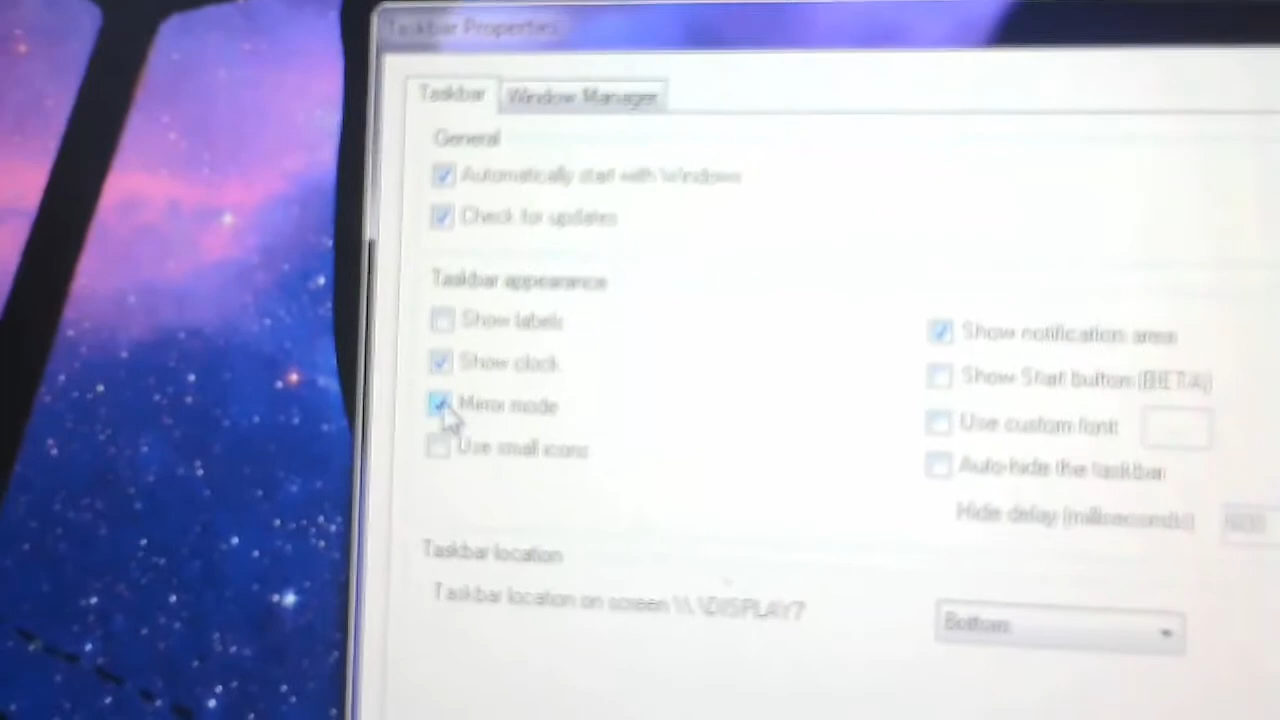 Taskbar Properties
Taskbar
Window Manager
General
Automatically start with Windows
Check for updates
Taskbar appearance
Show labels
Show clock
Mirror mode
Use small icons
Show notification area
Show Start button (BETA)
Use custom font:
Auto-hide the taskbar
Hide delay (milliseconds)
Taskbar location
Taskbar location on screen \\.\DISPLAY7
Bottom